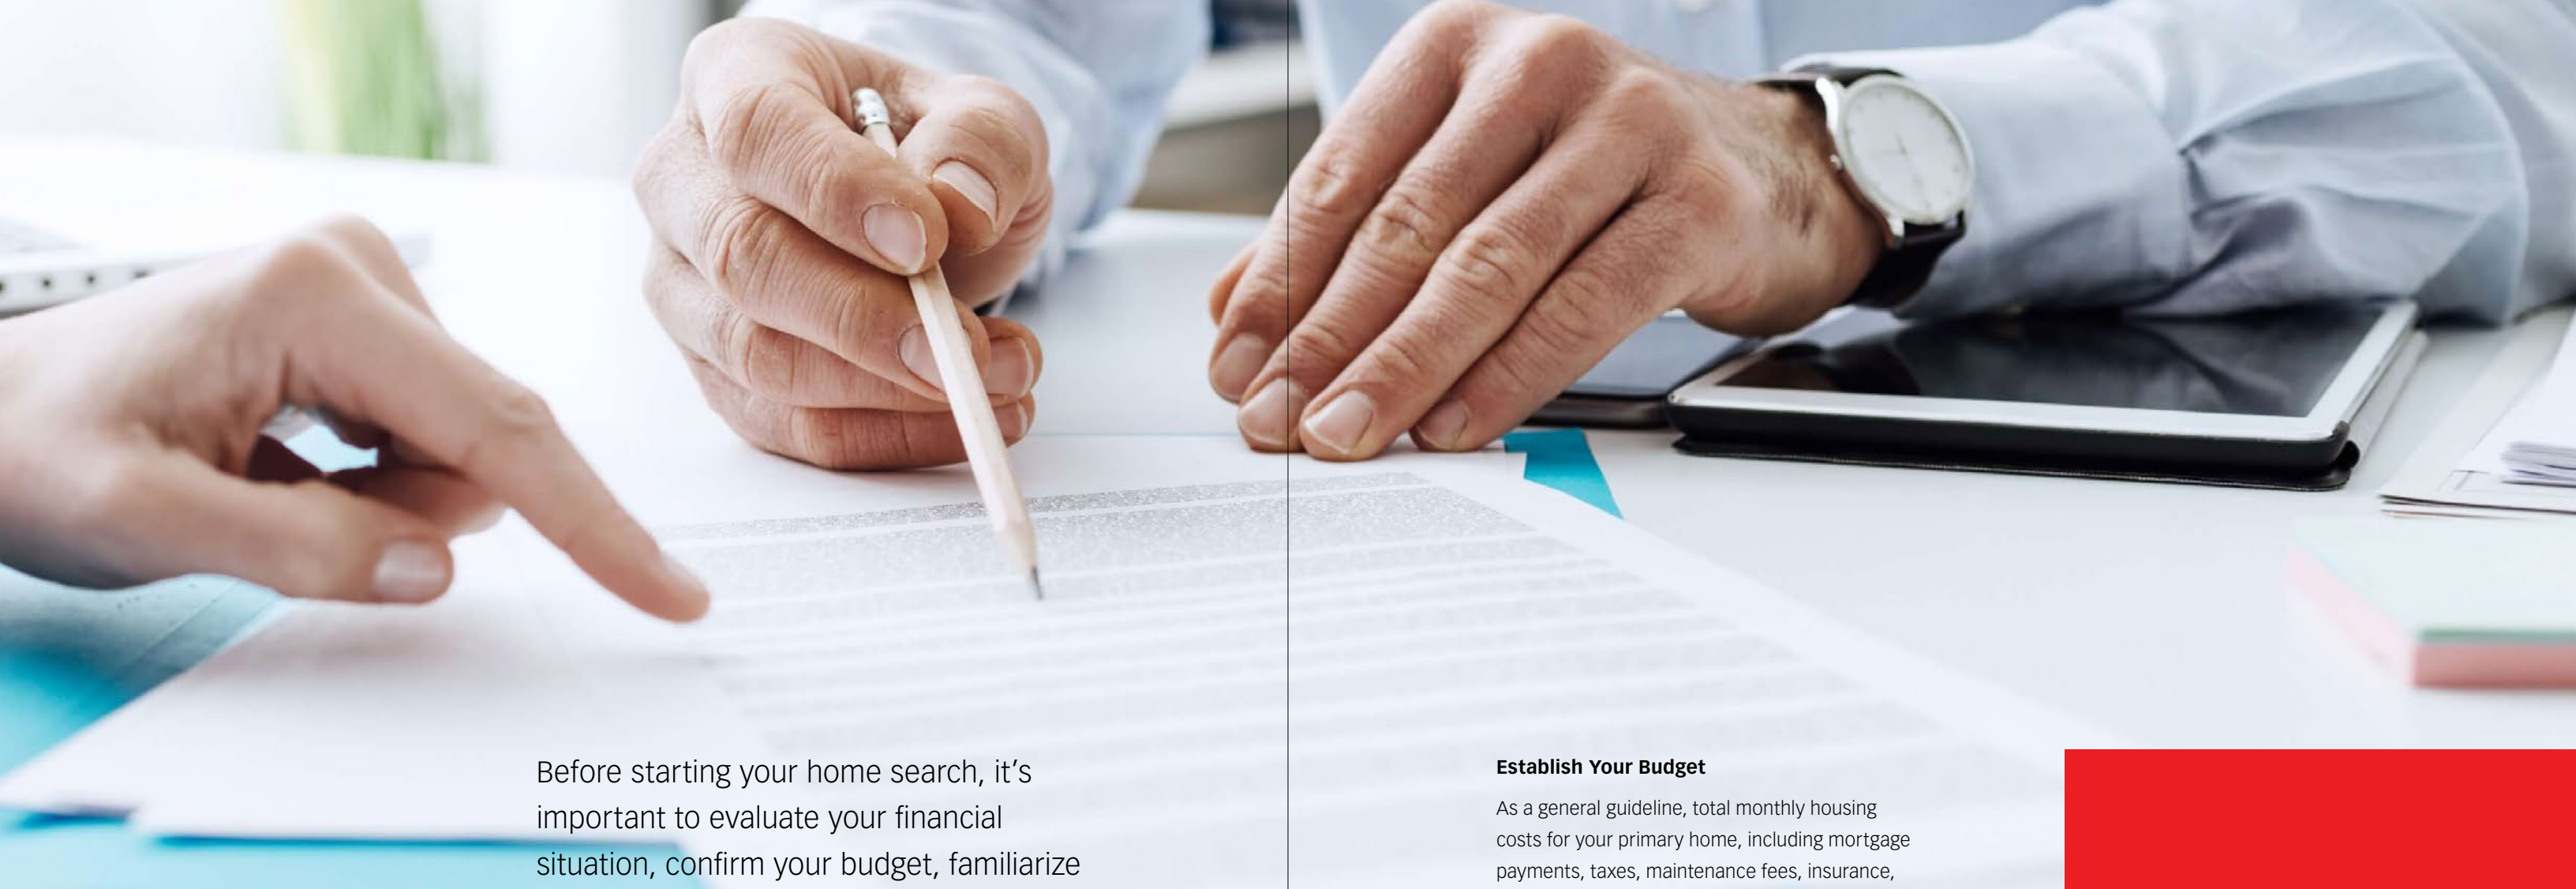 Before starting your home search, it’s
important to evaluate your financial
situation, confirm your budget, familiarize
Establish Your Budget
As a general guideline, total monthly housing
costs for your primary home, including mortgage
payments, taxes, maintenance fees, insurance,